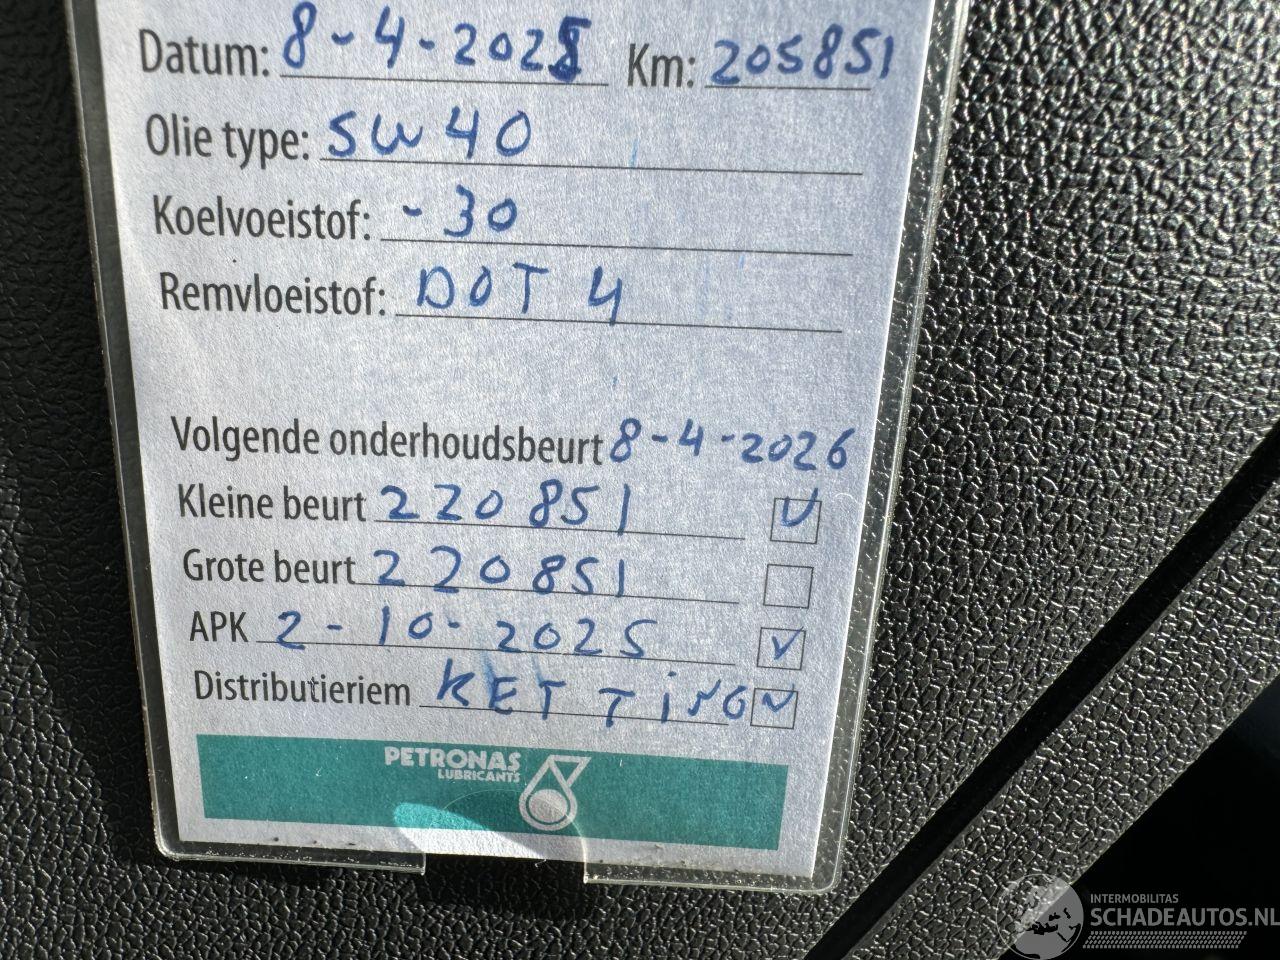 Datum: 8-4-2025 Km: 205851
Olie type: 5W40
Koelvoeistof: -30
Remvloeistof: DOT 4
Volgende onderhoudsbeurt 8-4-2026
Kleine beurt 220851 V
Grote beurt 220851
APK 2-10-2025 V
Distributieriem KETTING V
PETRONAS
LUBRICANTS
INTERMOBILITAS
SCHADEAUTOS.NL